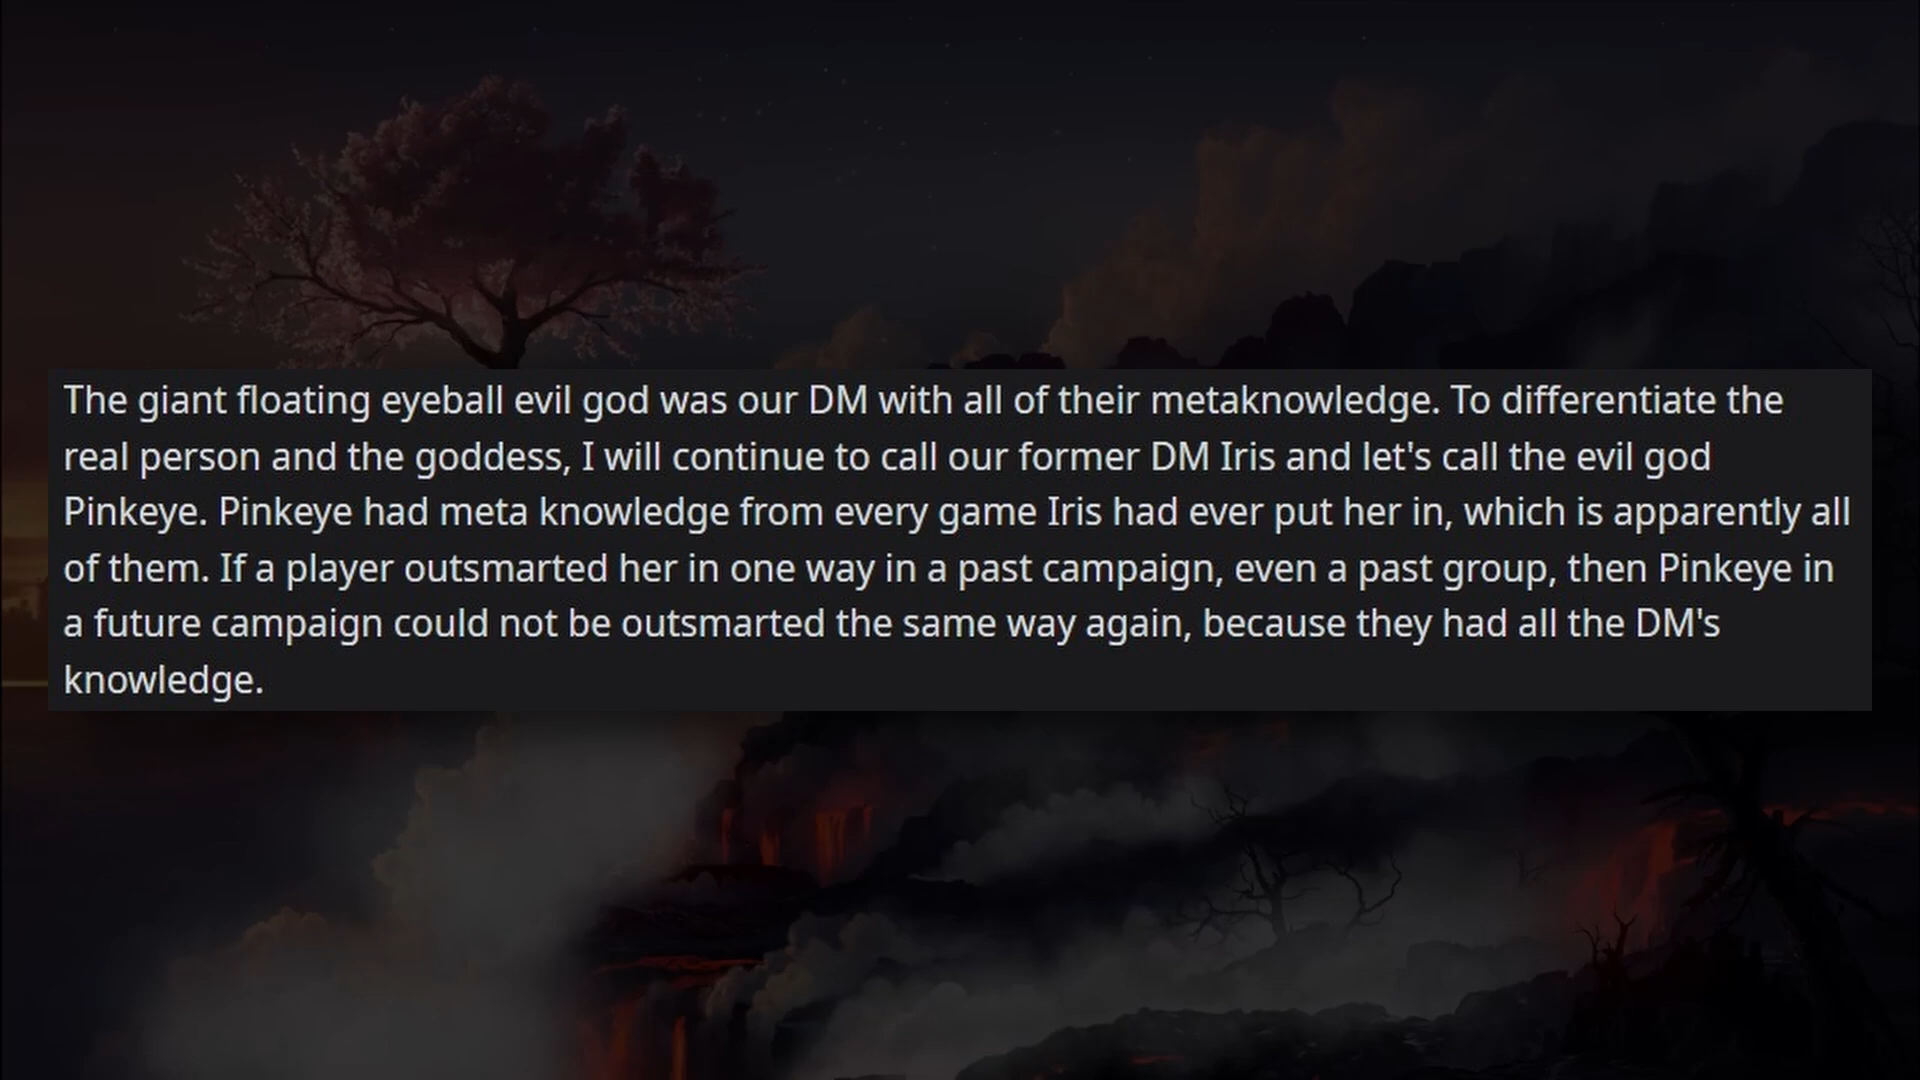 The giant floating eyeball evil god was our DM with all of their metaknowledge. To differentiate the
real person and the goddess, I will continue to call our former DM Iris and let's call the evil god
Pinkeye. Pinkeye had meta knowledge from every game Iris had ever put her in, which is apparently all
of them. If a player outsmarted her in one way in a past campaign, even a past group, then Pinkeye in
a future campaign could not be outsmarted the same way again, because they had all the DM's
knowledge.